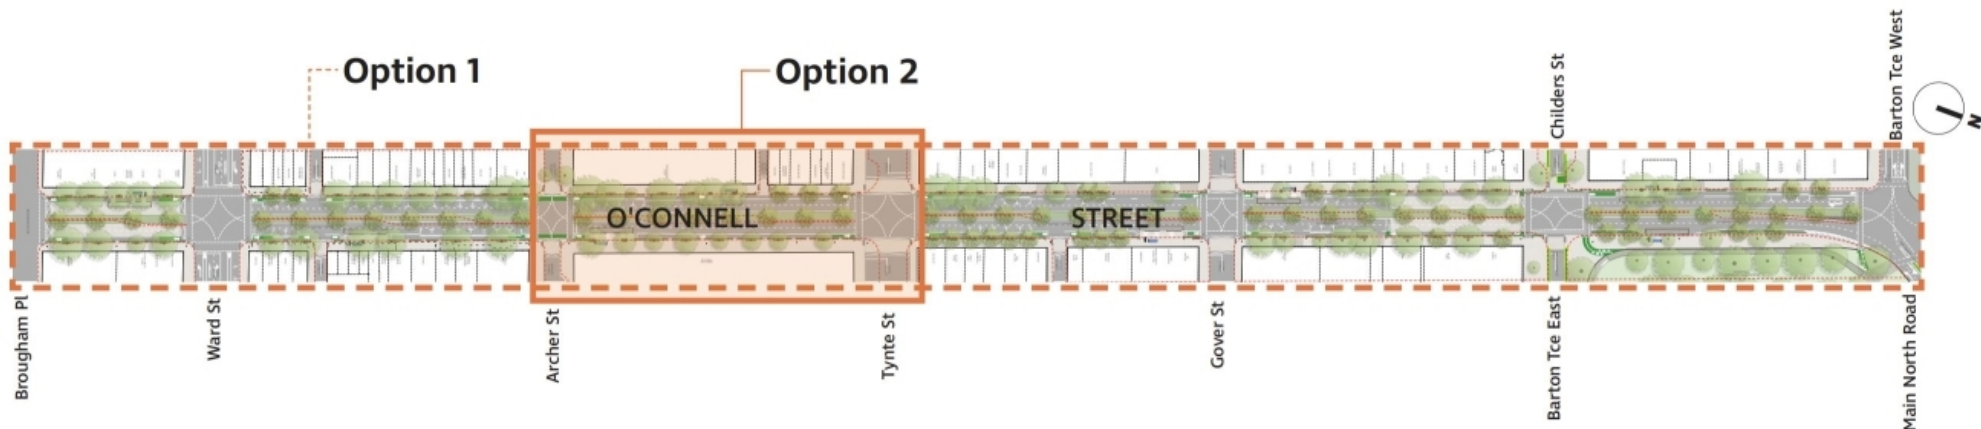 Option 1
Option 2
O'CONNELL STREET
Brougham Pl
Ward St
Archer St
Tynte St
Gover St
Childers St
Barton Tce East
Barton Tce West
Main North Road
N